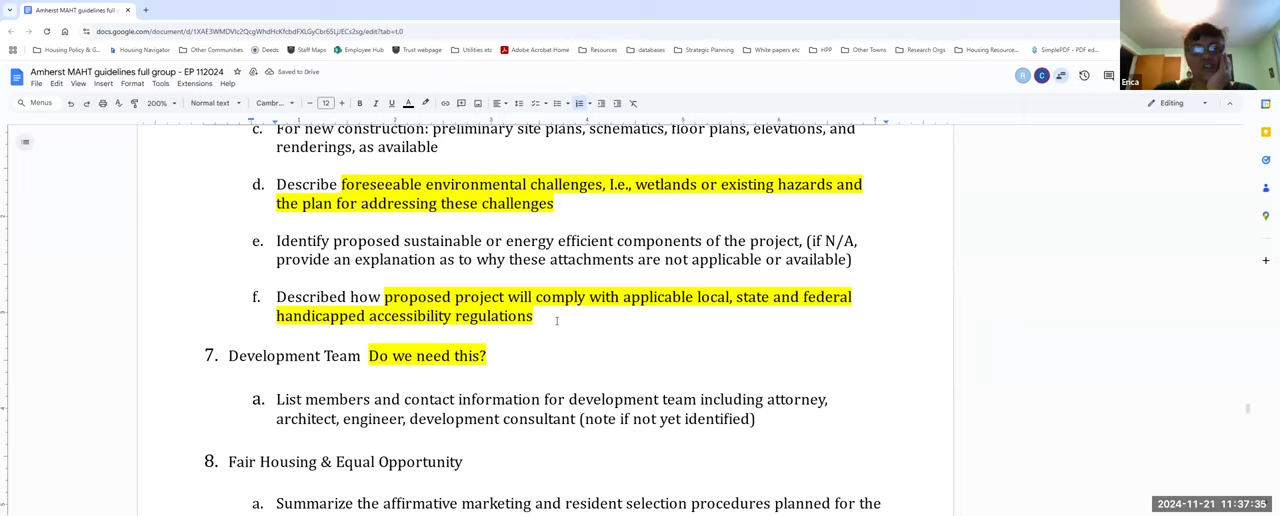 Amherst MAHT guidelines full g
docs.google.com/document/d/1XAE3WMDVIc2QcgWhdHcKfcbdFXLGyCbr65LjJECs2sg/edit?tab=t.0
Housing Policy & G...
Housing Navigator
Other Communities
Deeds
Staff Maps
Employee Hub
Trust webpage
Utilities etc
Adobe Acrobat Home
Resources
databases
Strategic Planning
White papers etc
HPP
Other Towns
Research Orgs
Housing Resource C...
SimplePDF - PDF ed...
Amherst MAHT guidelines full group - EP 112024
Saved to Drive
R
C
File Edit View Insert Format Tools Extensions Help
Erica
Menus
200%
Normal text
Cambr...
12
B I U A
Editing
1 2 3 4 5 6 7
c. For new construction: preliminary site plans, schematics, floor plans, elevations, and
renderings, as available
d. Describe foreseeable environmental challenges, I.e., wetlands or existing hazards and
the plan for addressing these challenges
e. Identify proposed sustainable or energy efficient components of the project, (if N/A,
provide an explanation as to why these attachments are not applicable or available)
f. Described how proposed project will comply with applicable local, state and federal
handicapped accessibility regulations
7. Development Team Do we need this?
a. List members and contact information for development team including attorney,
architect, engineer, development consultant (note if not yet identified)
8. Fair Housing & Equal Opportunity
a. Summarize the affirmative marketing and resident selection procedures planned for the
2024-11-21 11:37:35